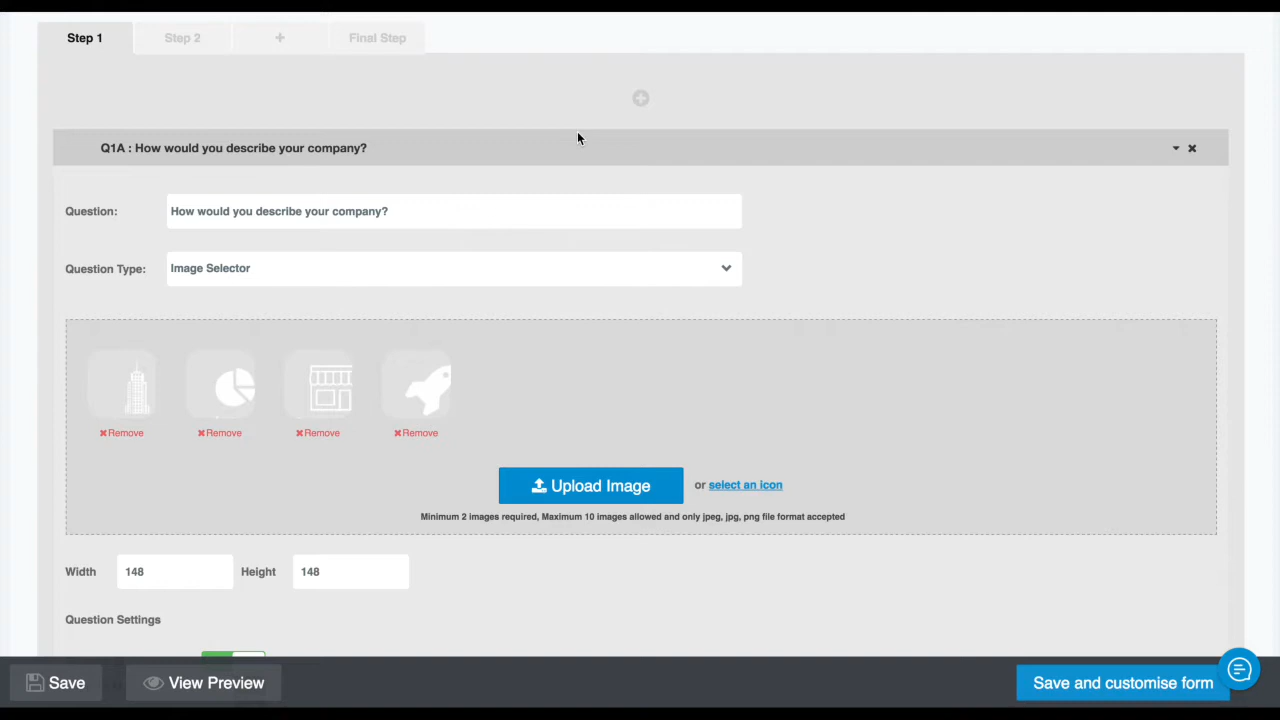 Step 1
Step 2
+
Final Step
Q1A : How would you describe your company?
Question:
How would you describe your company?
Question Type:
Image Selector
Remove
Remove
Remove
Remove
Upload Image
or select an icon
Minimum 2 images required, Maximum 10 images allowed and only jpeg, jpg, png file format accepted
Width
148
Height
148
Question Settings
Save
View Preview
Save and customise form